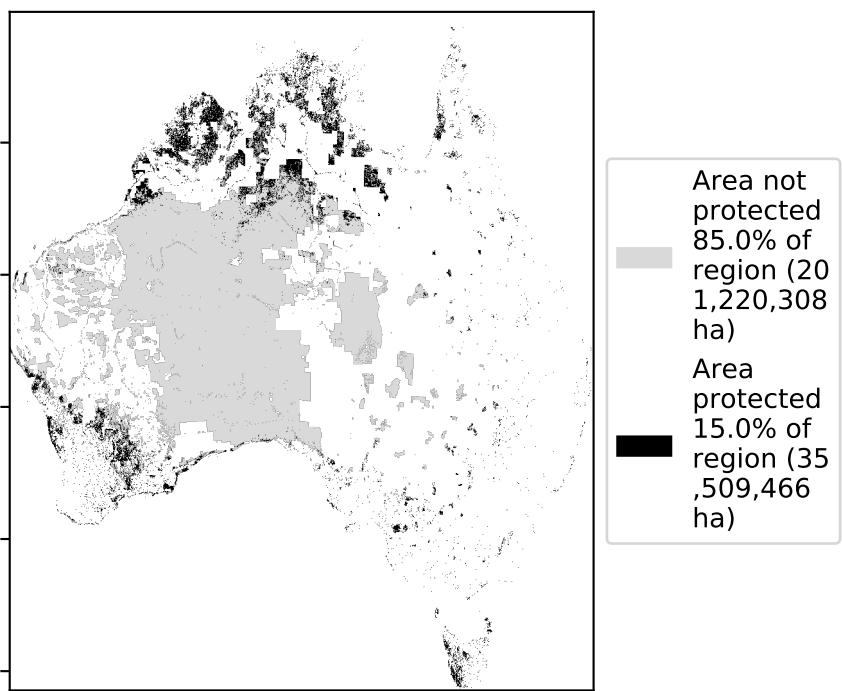 Area not
protected
85.0% of
region (20
1,220,308
ha)
Area
protected
15.0% of
region (35
,509,466
ha)